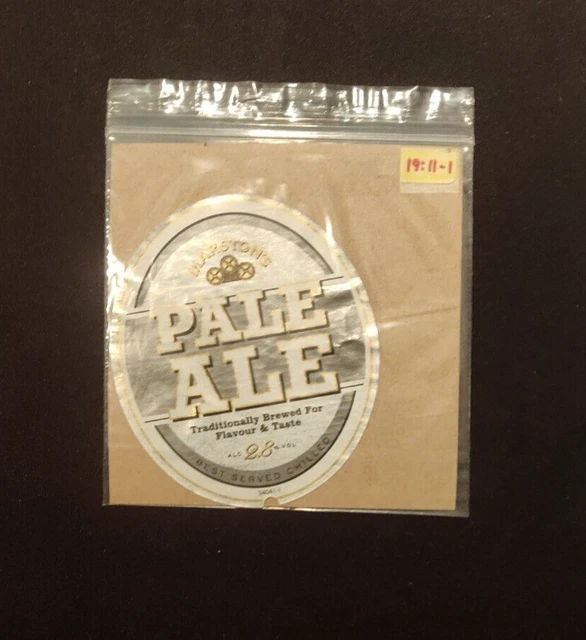 19:11-1
MARSTON'S
PALE
ALE
Traditionally Brewed For
Flavour & Taste
ALC 2.8% VOL
BEST SERVED CHILLED